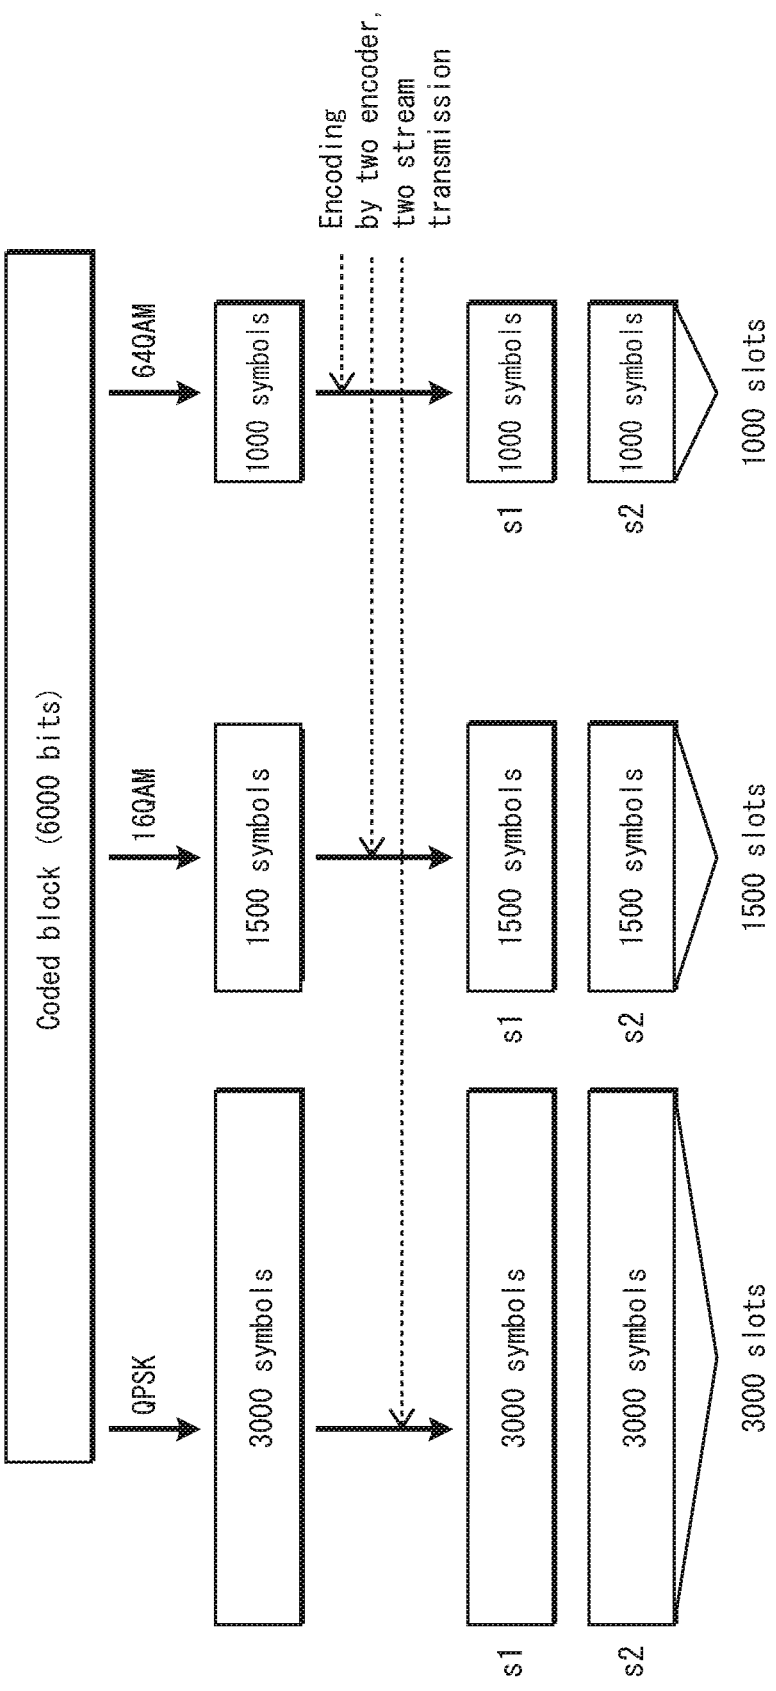 Coded block (6000 bits)
QPSK
16QAM
64QAM
3000 symbols
1500 symbols
1000 symbols
Encoding
by two encoder,
two stream
transmission
s1
3000 symbols
s1
1500 symbols
s1
1000 symbols
s2
3000 symbols
s2
1500 symbols
s2
1000 symbols
3000 slots
1500 slots
1000 slots